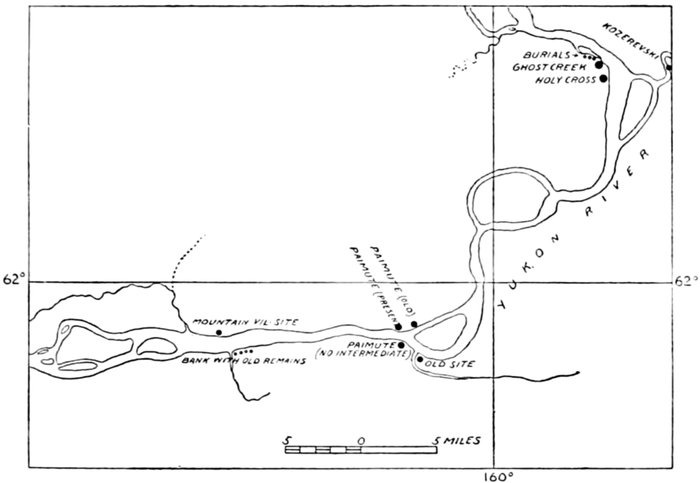 KOZEREVSKI
BURIALS
GHOST CREEK
HOLY CROSS
YUKON RIVER
62° 62°
PAIMUTE (OLD)
PAIMUTE (PRESENT
MOUNTAIN VIL. SITE
PAIMUTE
(NO INTERMEDIATE)
BANK WITH OLD REMAINS
OLD SITE
5 0 5 MILES
160°